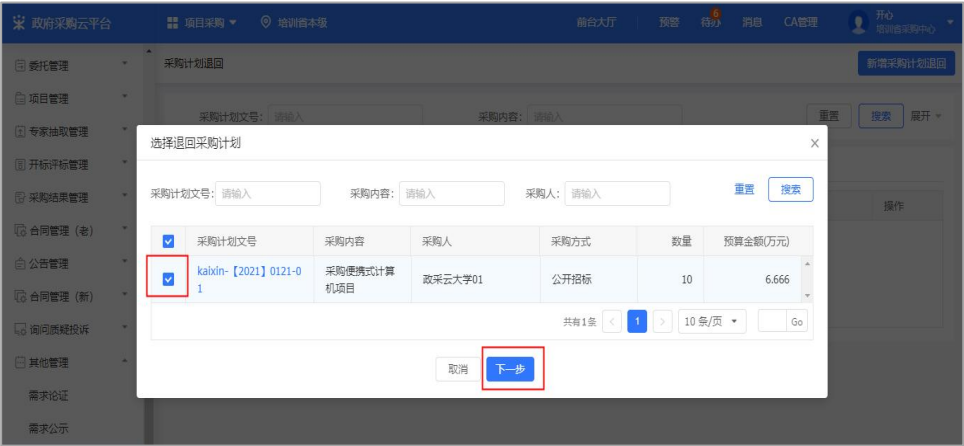 政府采购云平台
项目采购
培训省本级
前台大厅
预警
待办
6
消息
CA管理
开心
培训省采购中心
委托管理
项目管理
专家抽取管理
开标评标管理
采购结果管理
合同管理（老）
公告管理
合同管理（新）
询问质疑投诉
其他管理
需求论证
需求公示
采购计划退回
新增采购计划退回
采购计划文号： 请输入
采购内容： 请输入
重置
搜索
展开
操作
选择退回采购计划
采购计划文号： 请输入
采购内容： 请输入
采购人： 请输入
重置
搜索
采购计划文号 采购内容 采购人 采购方式 数量 预算金额(万元)
kaixin-【2021】0121-0
1
采购便携式计算
机项目
政采云大学01
公开招标
10
6.666
共有1条
1
10 条/页
Go
取消
下一步